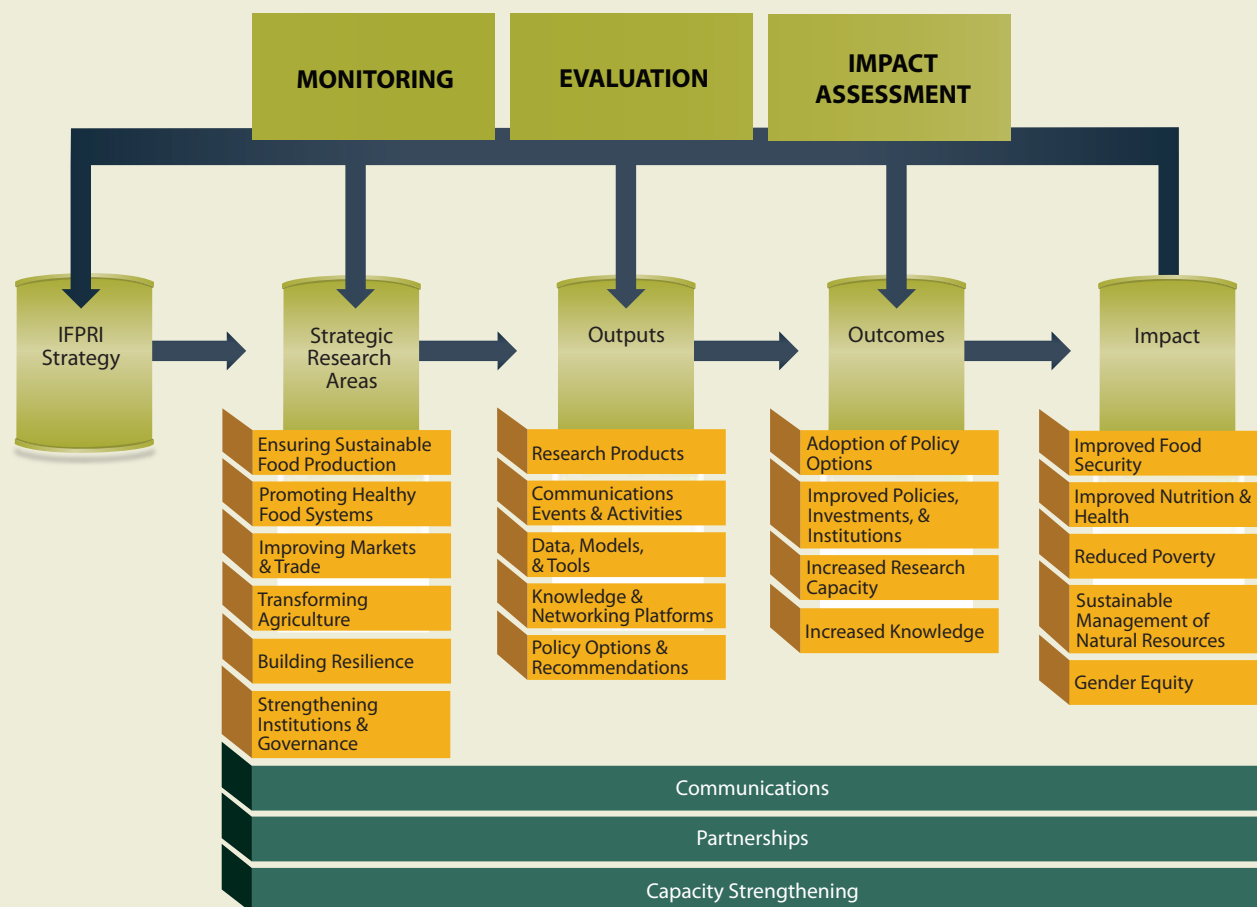 MONITORING
EVALUATION
IMPACT
ASSESSMENT
IFPRI
Strategy
Strategic
Research
Areas
Outputs
Outcomes
Impact
Ensuring Sustainable
Food Production
Promoting Healthy
Food Systems
Improving Markets
& Trade
Transforming
Agriculture
Building Resilience
Strengthening
Institutions &
Governance
Research Products
Communications
Events & Activities
Data, Models,
& Tools
Knowledge &
Networking Platforms
Policy Options &
Recommendations
Adoption of Policy
Options
Improved Policies,
Investments, &
Institutions
Increased Research
Capacity
Increased Knowledge
Improved Food
Security
Improved Nutrition &
Health
Reduced Poverty
Sustainable
Management of
Natural Resources
Gender Equity
Communications
Partnerships
Capacity Strengthening